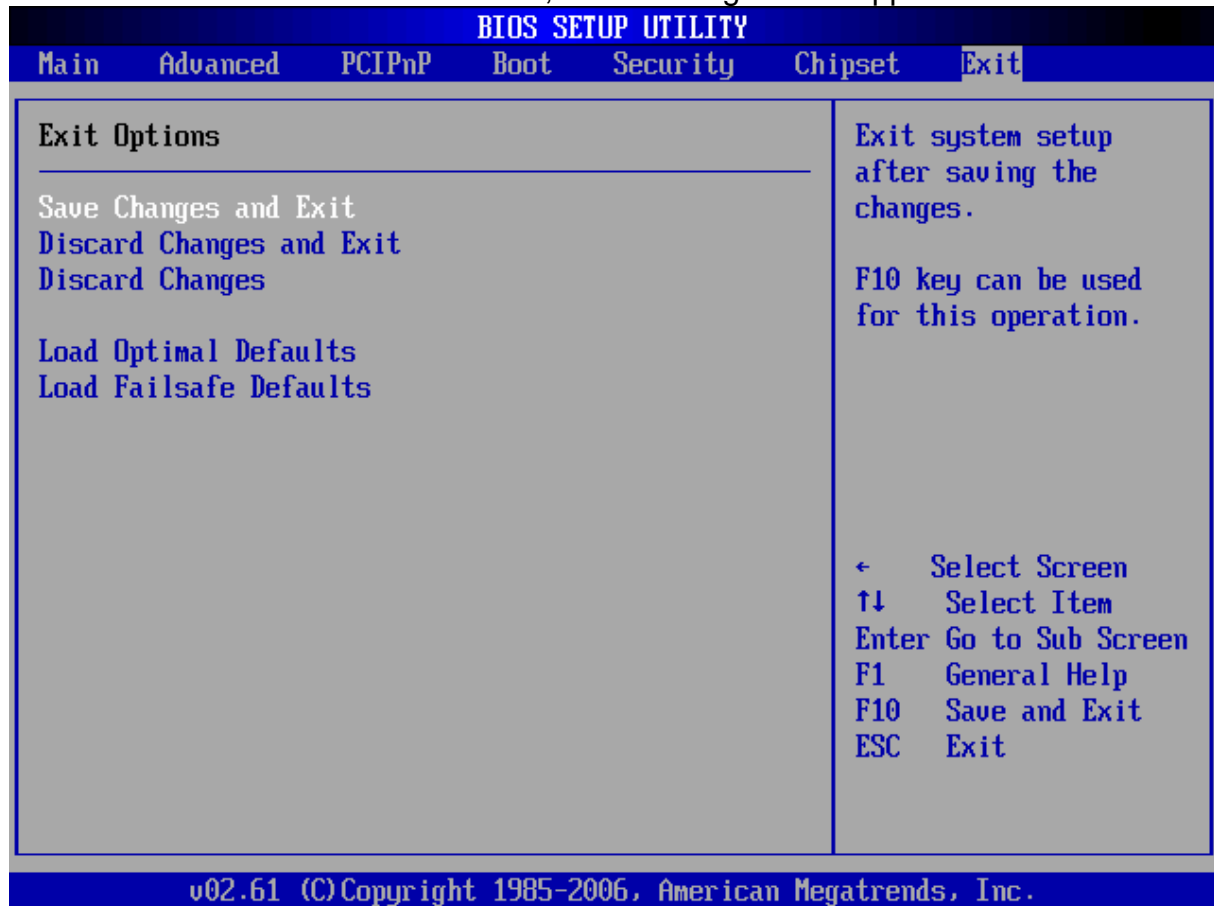 BIOS SETUP UTILITY
Main Advanced PCIPnP Boot Security Chipset Exit
Exit Options
Save Changes and Exit
Discard Changes and Exit
Discard Changes
Load Optimal Defaults
Load Failsafe Defaults
Exit system setup
after saving the
changes.
F10 key can be used
for this operation.
← Select Screen
↑↓ Select Item
Enter Go to Sub Screen
F1 General Help
F10 Save and Exit
ESC Exit
v02.61 (C)Copyright 1985-2006, American Megatrends, Inc.